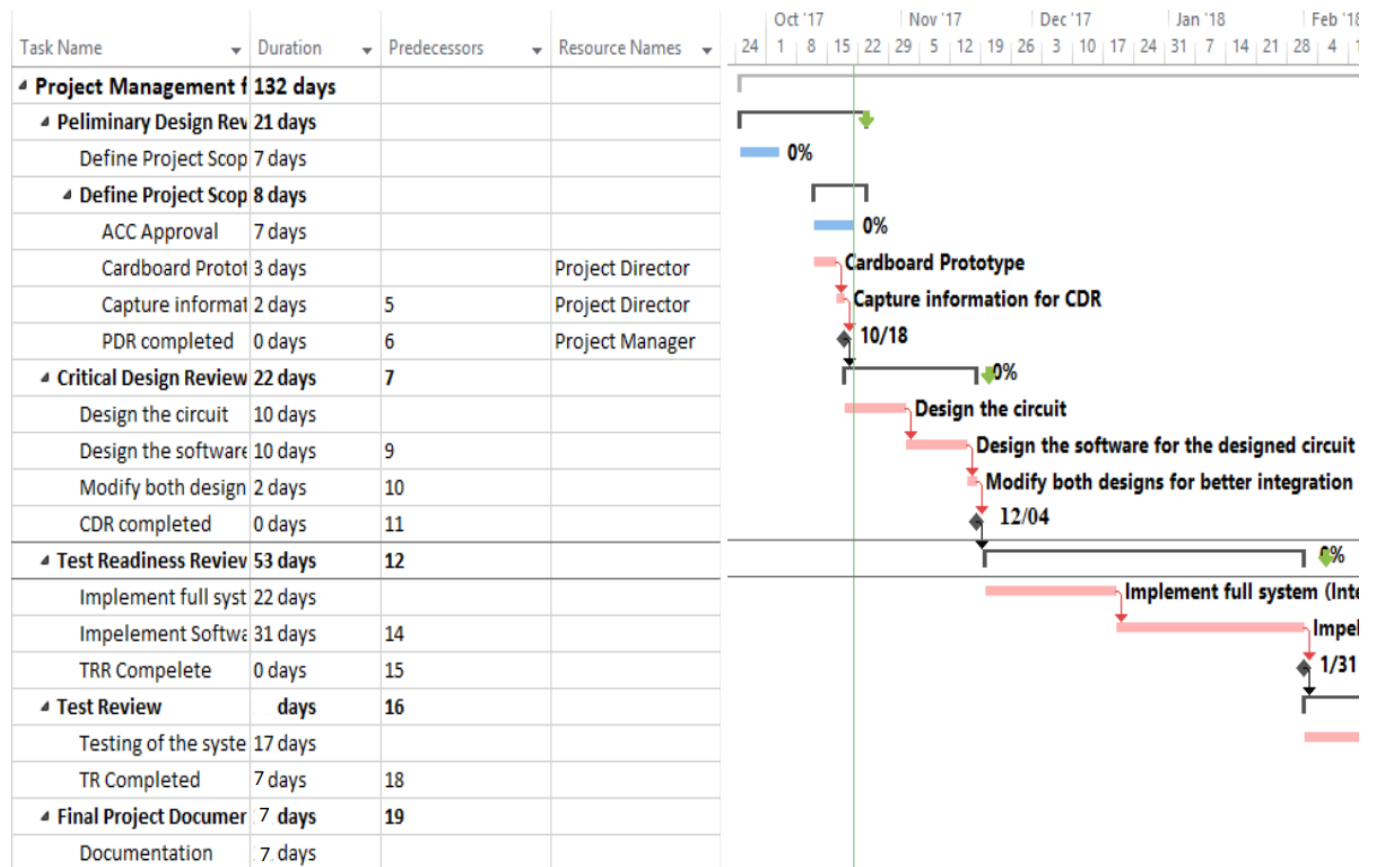 Oct '17 Nov '17 Dec '17 Jan '18 Feb '18
Task Name Duration Predecessors Resource Names 24 1 8 15 22 29 5 12 19 26 3 10 17 24 31 7 14 21 28 4
Project Management f 132 days
Peliminary Design Rev 21 days
Define Project Scop 7 days 0%
Define Project Scop 8 days
ACC Approval 7 days 0%
Cardboard Protot 3 days Project Director Cardboard Prototype
Capture informat 2 days 5 Project Director Capture information for CDR
PDR completed 0 days 6 Project Manager 10/18
Critical Design Review 22 days 7 0%
Design the circuit 10 days Design the circuit
Design the software 10 days 9 Design the software for the designed circuit
Modify both design 2 days 10 Modify both designs for better integration
CDR completed 0 days 11 12/04
Test Readiness Review 53 days 12 0%
Implement full syst 22 days Implement full system (Inte
Impelement Softwa 31 days 14 Impel
TRR Compelete 0 days 15 1/31
Test Review days 16
Testing of the syste 17 days
TR Completed 7 days 18
Final Project Documer 7 days 19
Documentation 7 days